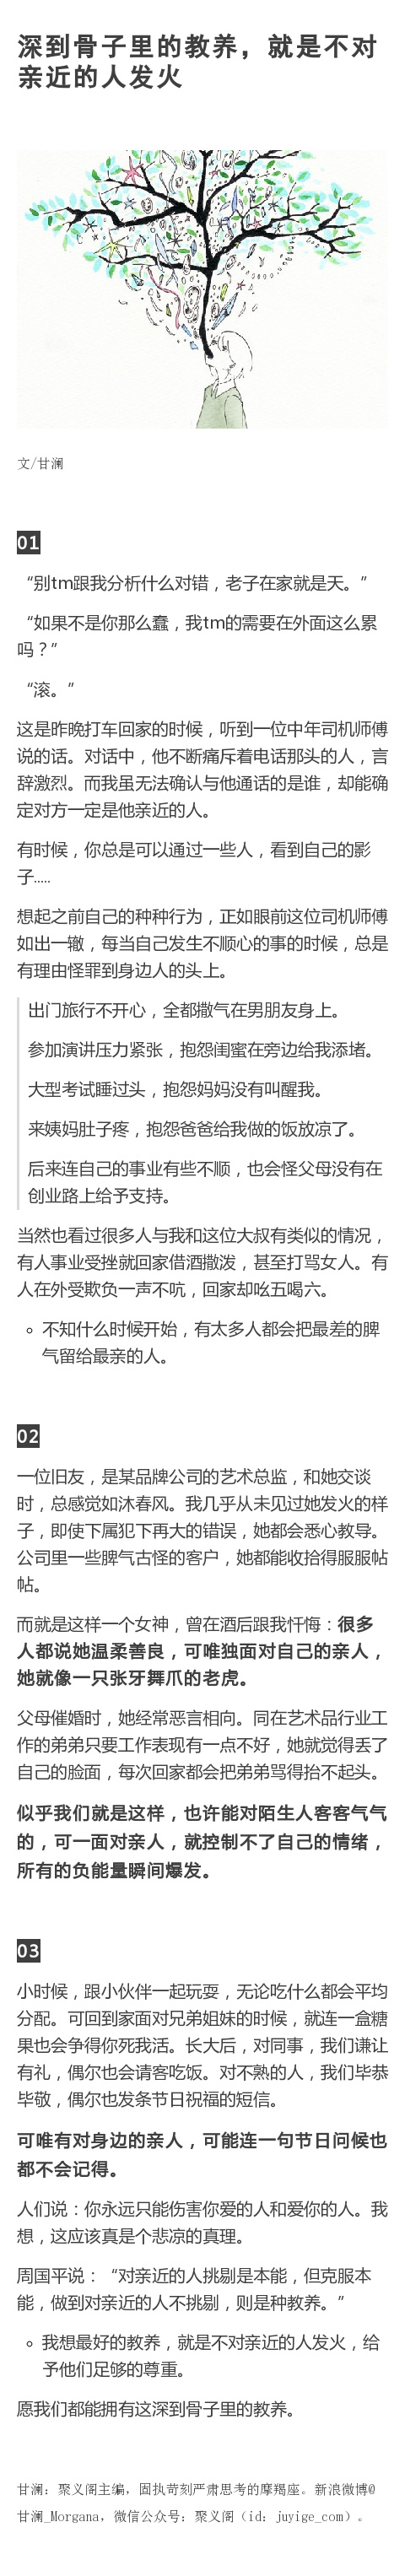 深到骨子里的教养，就是不对
亲近的人发火
文/甘澜
01
“别tm跟我分析什么对错，老子在家就是天。”
“如果不是你那么蠢，我tm的需要在外面这么累
吗？”
“滚。”
这是昨晚打车回家的时候，听到一位中年司机师傅
说的话。对话中，他不断痛斥着电话那头的人，言
辞激烈。而我虽无法确认与他通话的是谁，却能确
定对方一定是他亲近的人。
有时候，你总是可以通过一些人，看到自己的影
子.....
想起之前自己的种种行为，正如眼前这位司机师傅
如出一辙，每当自己发生不顺心的事的时候，总是
有理由怪罪到身边人的头上。
出门旅行不开心，全都撒气在男朋友身上。
参加演讲压力紧张，抱怨闺蜜在旁边给我添堵。
大型考试睡过头，抱怨妈妈没有叫醒我。
来姨妈肚子疼，抱怨爸爸给我做的饭放凉了。
后来连自己的事业有些不顺，也会怪父母没有在
创业路上给予支持。
当然也看过很多人与我和这位大叔有类似的情况，
有人事业受挫就回家借酒撒泼，甚至打骂女人。有
人在外受欺负一声不吭，回家却吆五喝六。
不知什么时候开始，有太多人都会把最差的脾
气留给最亲的人。
02
一位旧友，是某品牌公司的艺术总监，和她交谈
时，总感觉如沐春风。我几乎从未见过她发火的样
子，即使下属犯下再大的错误，她都会悉心教导。
公司里一些脾气古怪的客户，她都能收拾得服服帖
帖。
而就是这样一个女神，曾在酒后跟我忏悔：很多
人都说她温柔善良，可唯独面对自己的亲人，
她就像一只张牙舞爪的老虎。
父母催婚时，她经常恶言相向。同在艺术品行业工
作的弟弟只要工作表现有一点不好，她就觉得丢了
自己的脸面，每次回家都会把弟弟骂得抬不起头。
似乎我们就是这样，也许能对陌生人客客气气
的，可一面对亲人，就控制不了自己的情绪，
所有的负能量瞬间爆发。
03
小时候，跟小伙伴一起玩耍，无论吃什么都会平均
分配。可回到家面对兄弟姐妹的时候，就连一盒糖
果也会争得你死我活。长大后，对同事，我们谦让
有礼，偶尔也会请客吃饭。对不熟的人，我们毕恭
毕敬，偶尔也发条节日祝福的短信。
可唯有对身边的亲人，可能连一句节日问候也
都不会记得。
人们说：你永远只能伤害你爱的人和爱你的人。我
想，这应该真是个悲凉的真理。
周国平说：“对亲近的人挑剔是本能，但克服本
能，做到对亲近的人不挑剔，则是种教养。”
我想最好的教养，就是不对亲近的人发火，给
予他们足够的尊重。
愿我们都能拥有这深到骨子里的教养。
甘澜：聚义阁主编，固执苛刻严肃思考的摩羯座。新浪微博@
甘澜_Morgana，微信公众号：聚义阁（id：juyige_com）。